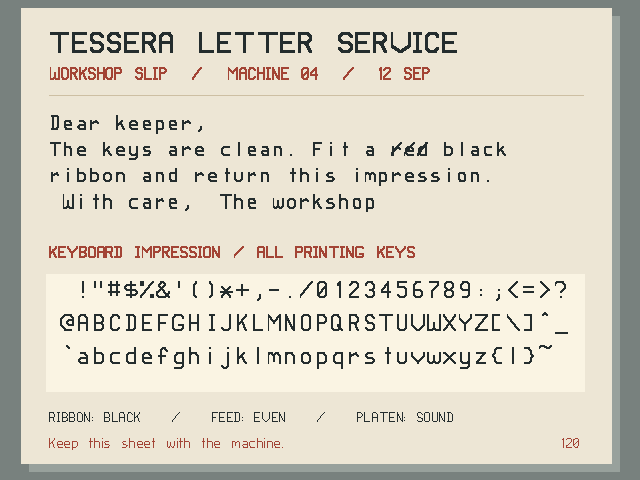 TESSERA LETTER SERVICE
WORKSHOP SLIP / MACHINE 04 / 12 SEP
Dear keeper,
The keys are clean. Fit a red black
ribbon and return this impression.
With care, The workshop
KEYBOARD IMPRESSION / ALL PRINTING KEYS
!"#$%&'()*+,-./0123456789:;<=>?
@ABCDEFGHIJKLMNOPQRSTUVWXYZ[\]^_
`abcdefghijklmnopqrstuvwxyz{|}~
RIBBON: BLACK / FEED: EVEN / PLATEN: SOUND
Keep this sheet with the machine. 120